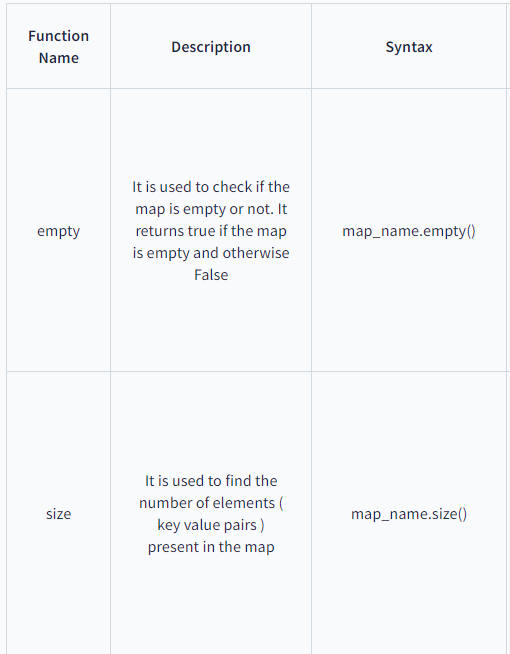 Function
Name
Description
Syntax
empty
It is used to check if the
map is empty or not. It
returns true if the map
is empty and otherwise
False
map_name.empty()
size
It is used to find the
number of elements (
key value pairs )
present in the map
map_name.size()